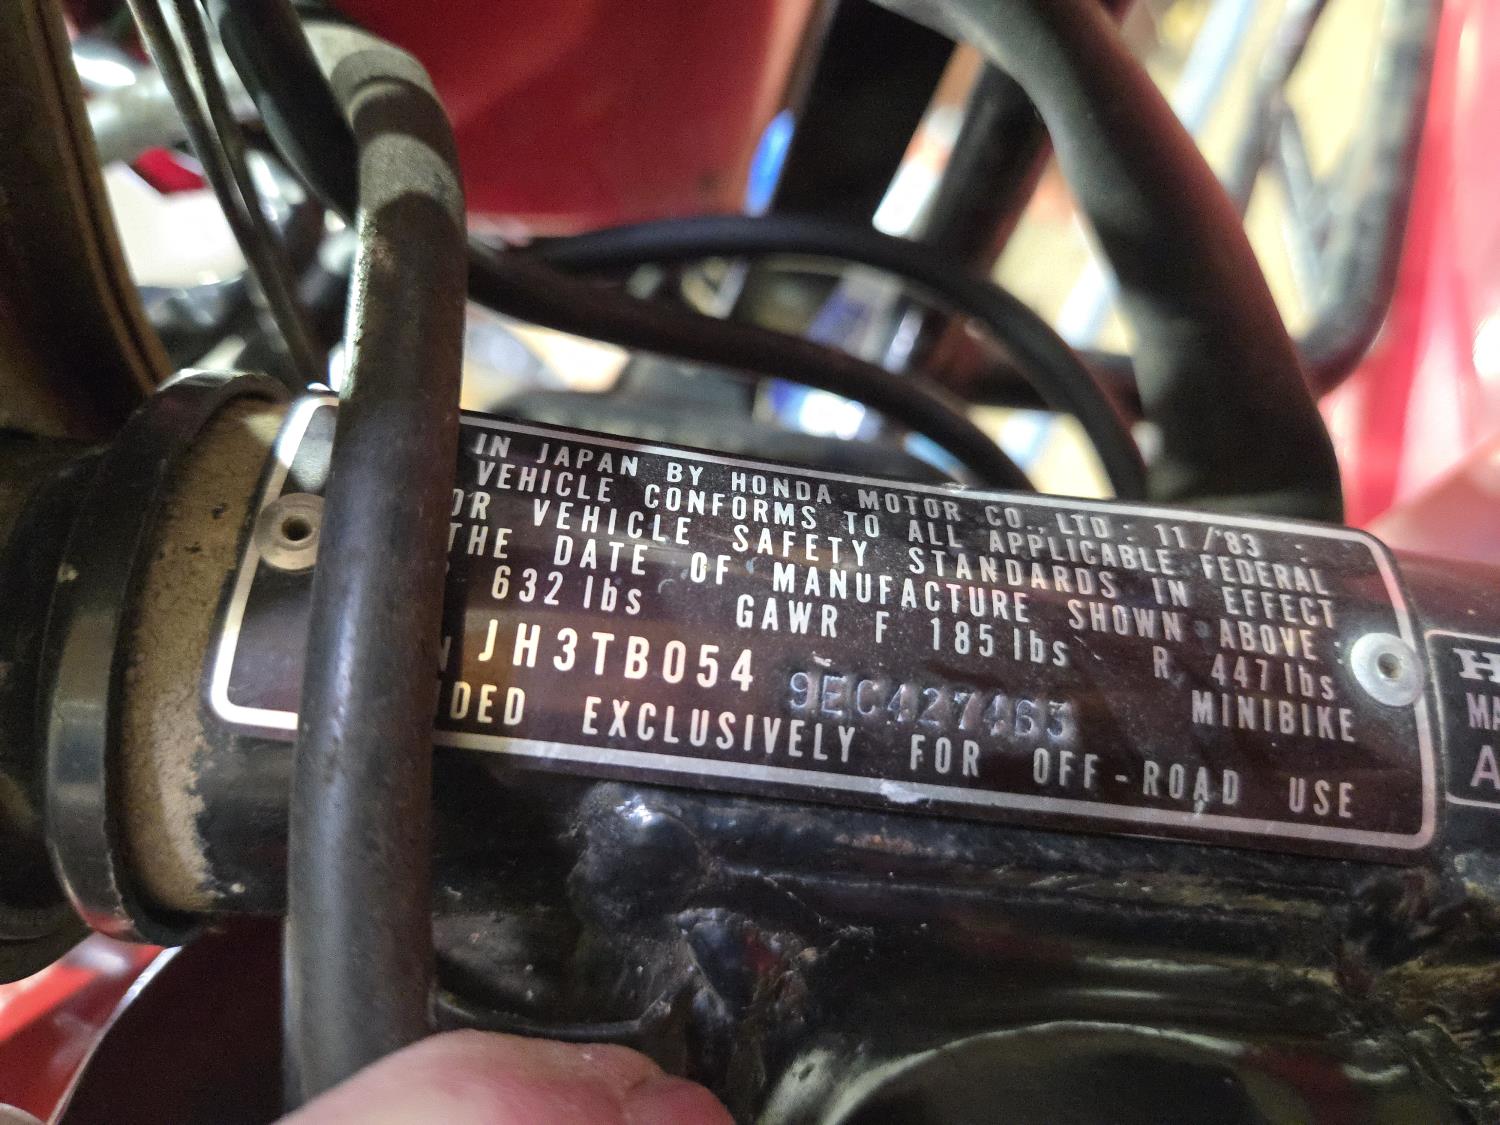 IN JAPAN BY HONDA MOTOR CO., LTD: 11 /'83
VEHICLE CONFORMS TO ALL APPLICABLE FEDERAL
OR VEHICLE SAFETY STANDARDS IN EFFECT
THE DATE OF MANUFACTURE SHOWN ABOVE
632 lbs GAWR F 185 lbs R 447 lbs
N JH3TB054 9EC427463 MINIBIKE
DED EXCLUSIVELY FOR OFF-ROAD USE
H
MA
A